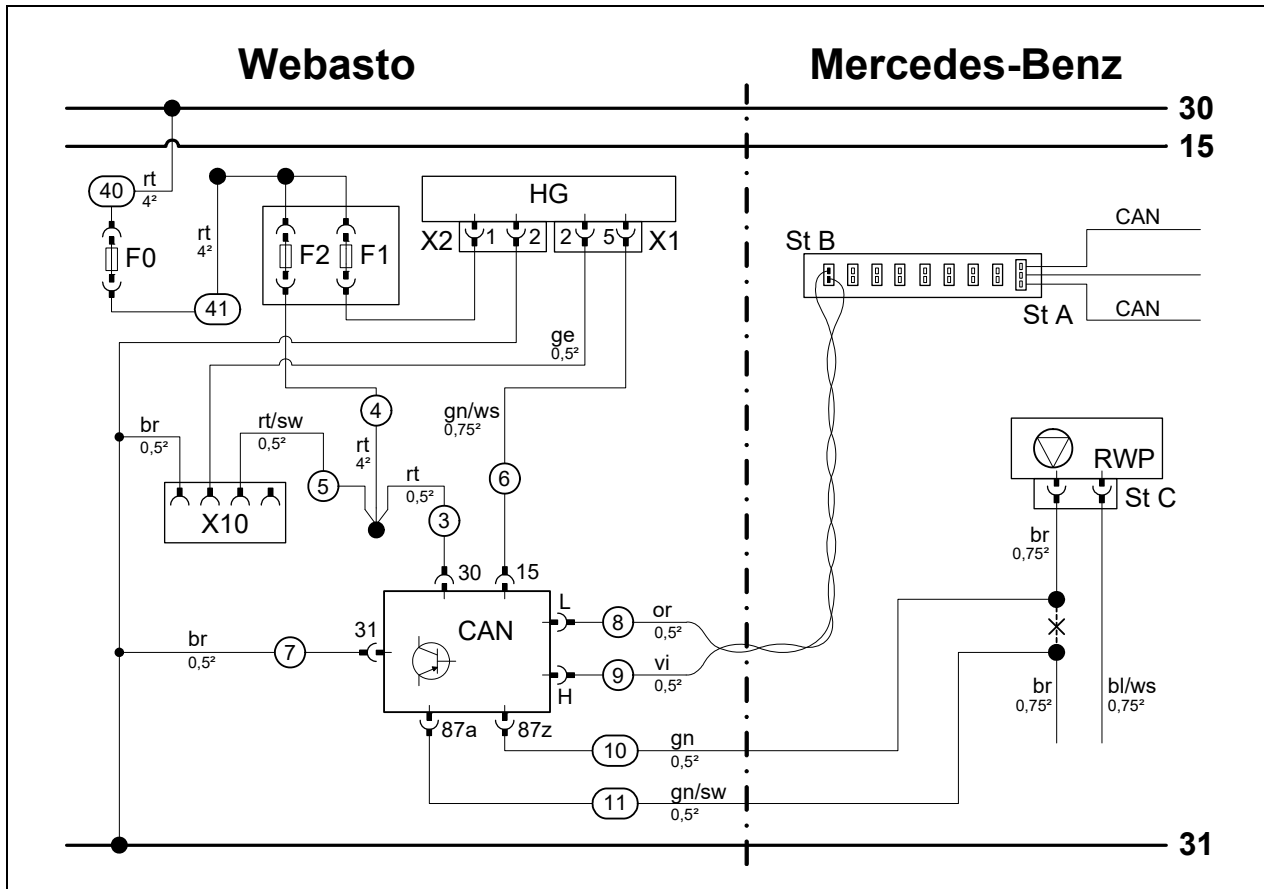 Webasto
Mercedes-Benz
30
15
40
rt
4²
F0
rt
4²
41
F2
F1
HG
X2
1
2
2
5
X1
St B
CAN
St A
CAN
ge
0,5²
4
gn/ws
0,75²
br
0,5²
rt/sw
0,5²
rt
4²
5
rt
0,5²
6
RWP
St C
X10
3
br
0,75²
30
15
31
CAN
L
8
or
0,5²
br
0,5²
7
H
9
vi
0,5²
br
0,75²
bl/ws
0,75²
87a
87z
10
gn
0,5²
11
gn/sw
0,5²
31